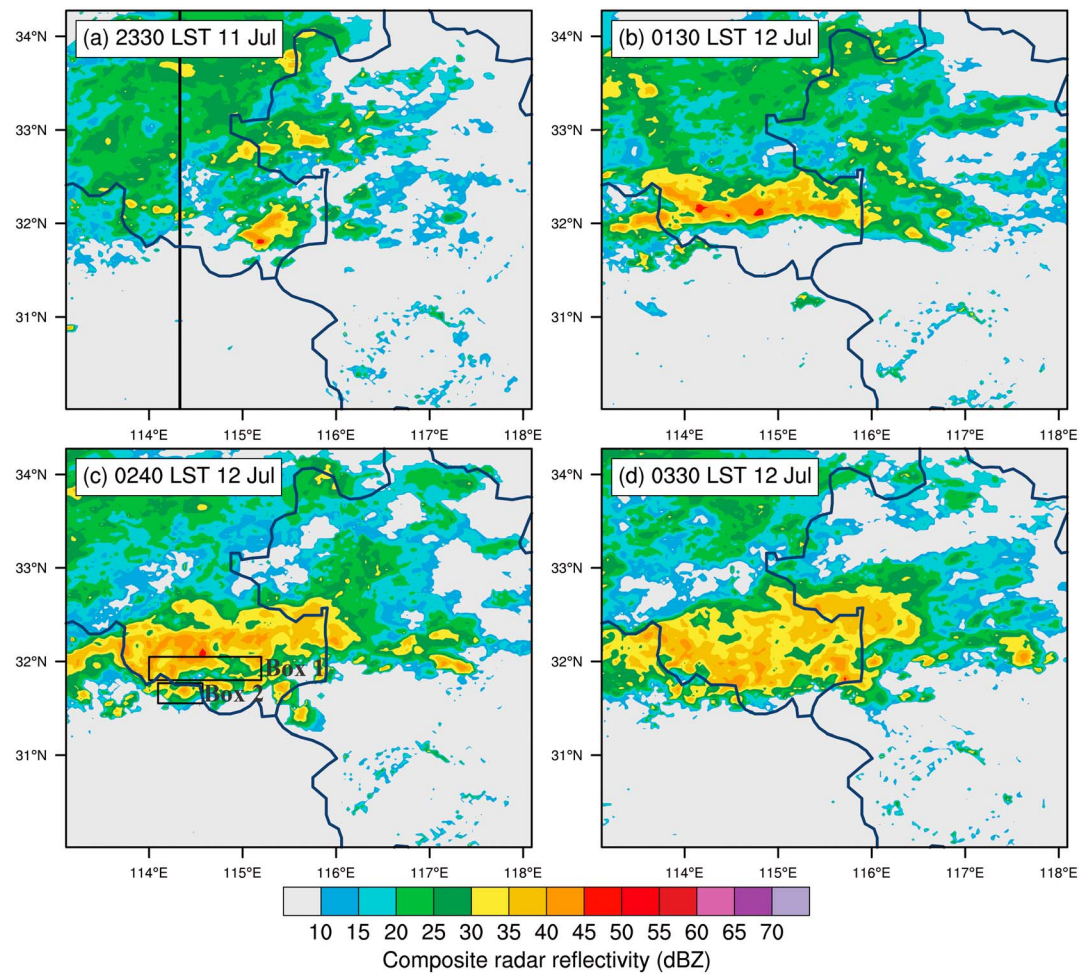 (a) 2330 LST 11 Jul
(b) 0130 LST 12 Jul
34°N
33°N
32°N
31°N
114°E 115°E 116°E 117°E 118°E
34°N
33°N
32°N
31°N
114°E 115°E 116°E 117°E 118°E
(c) 0240 LST 12 Jul
(d) 0330 LST 12 Jul
34°N
33°N
32°N
31°N
Box 1
Box 2
114°E 115°E 116°E 117°E 118°E
34°N
33°N
32°N
31°N
114°E 115°E 116°E 117°E 118°E
10 15 20 25 30 35 40 45 50 55 60 65 70
Composite radar reflectivity (dBZ)